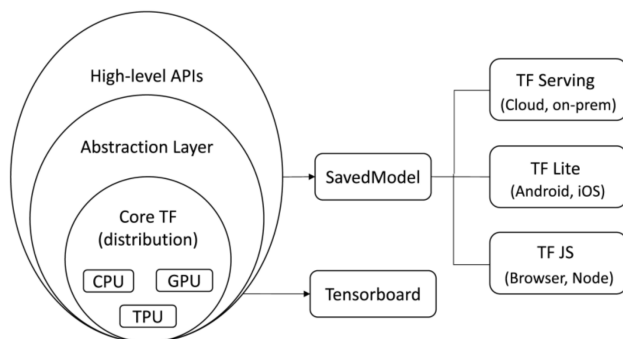 High-level APIs
Abstraction Layer
Core TF
(distribution)
CPU
GPU
TPU
SavedModel
Tensorboard
TF Serving
(Cloud, on-prem)
TF Lite
(Android, iOS)
TF JS
(Browser, Node)